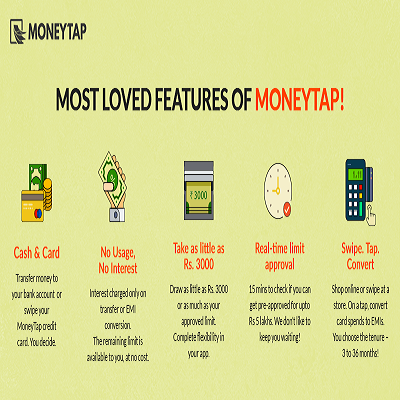 MONEYTAP
MOST LOVED FEATURES OF MONEYTAP!
₹ 3000
Cash & Card
Transfer money to
your bank account or
swipe your
MoneyTap credit
card. You decide.
No Usage,
No Interest
Interest charged only on
transfer or EMI
conversion.
The remaining limit is
available to you, at no cost.
Take as little as
Rs. 3000
Draw as little as Rs. 3000
or as much as your
approved limit.
Complete flexibility in
your app.
Real-time limit
approval
15 mins to check if you can
get pre-approved for upto
Rs 5 lakhs. We don't like to
keep you waiting!
Swipe. Tap.
Convert
Shop online or swipe at a
store. On a tap, convert
card spends to EMIs.
You choose the tenure –
3 to 36 months!